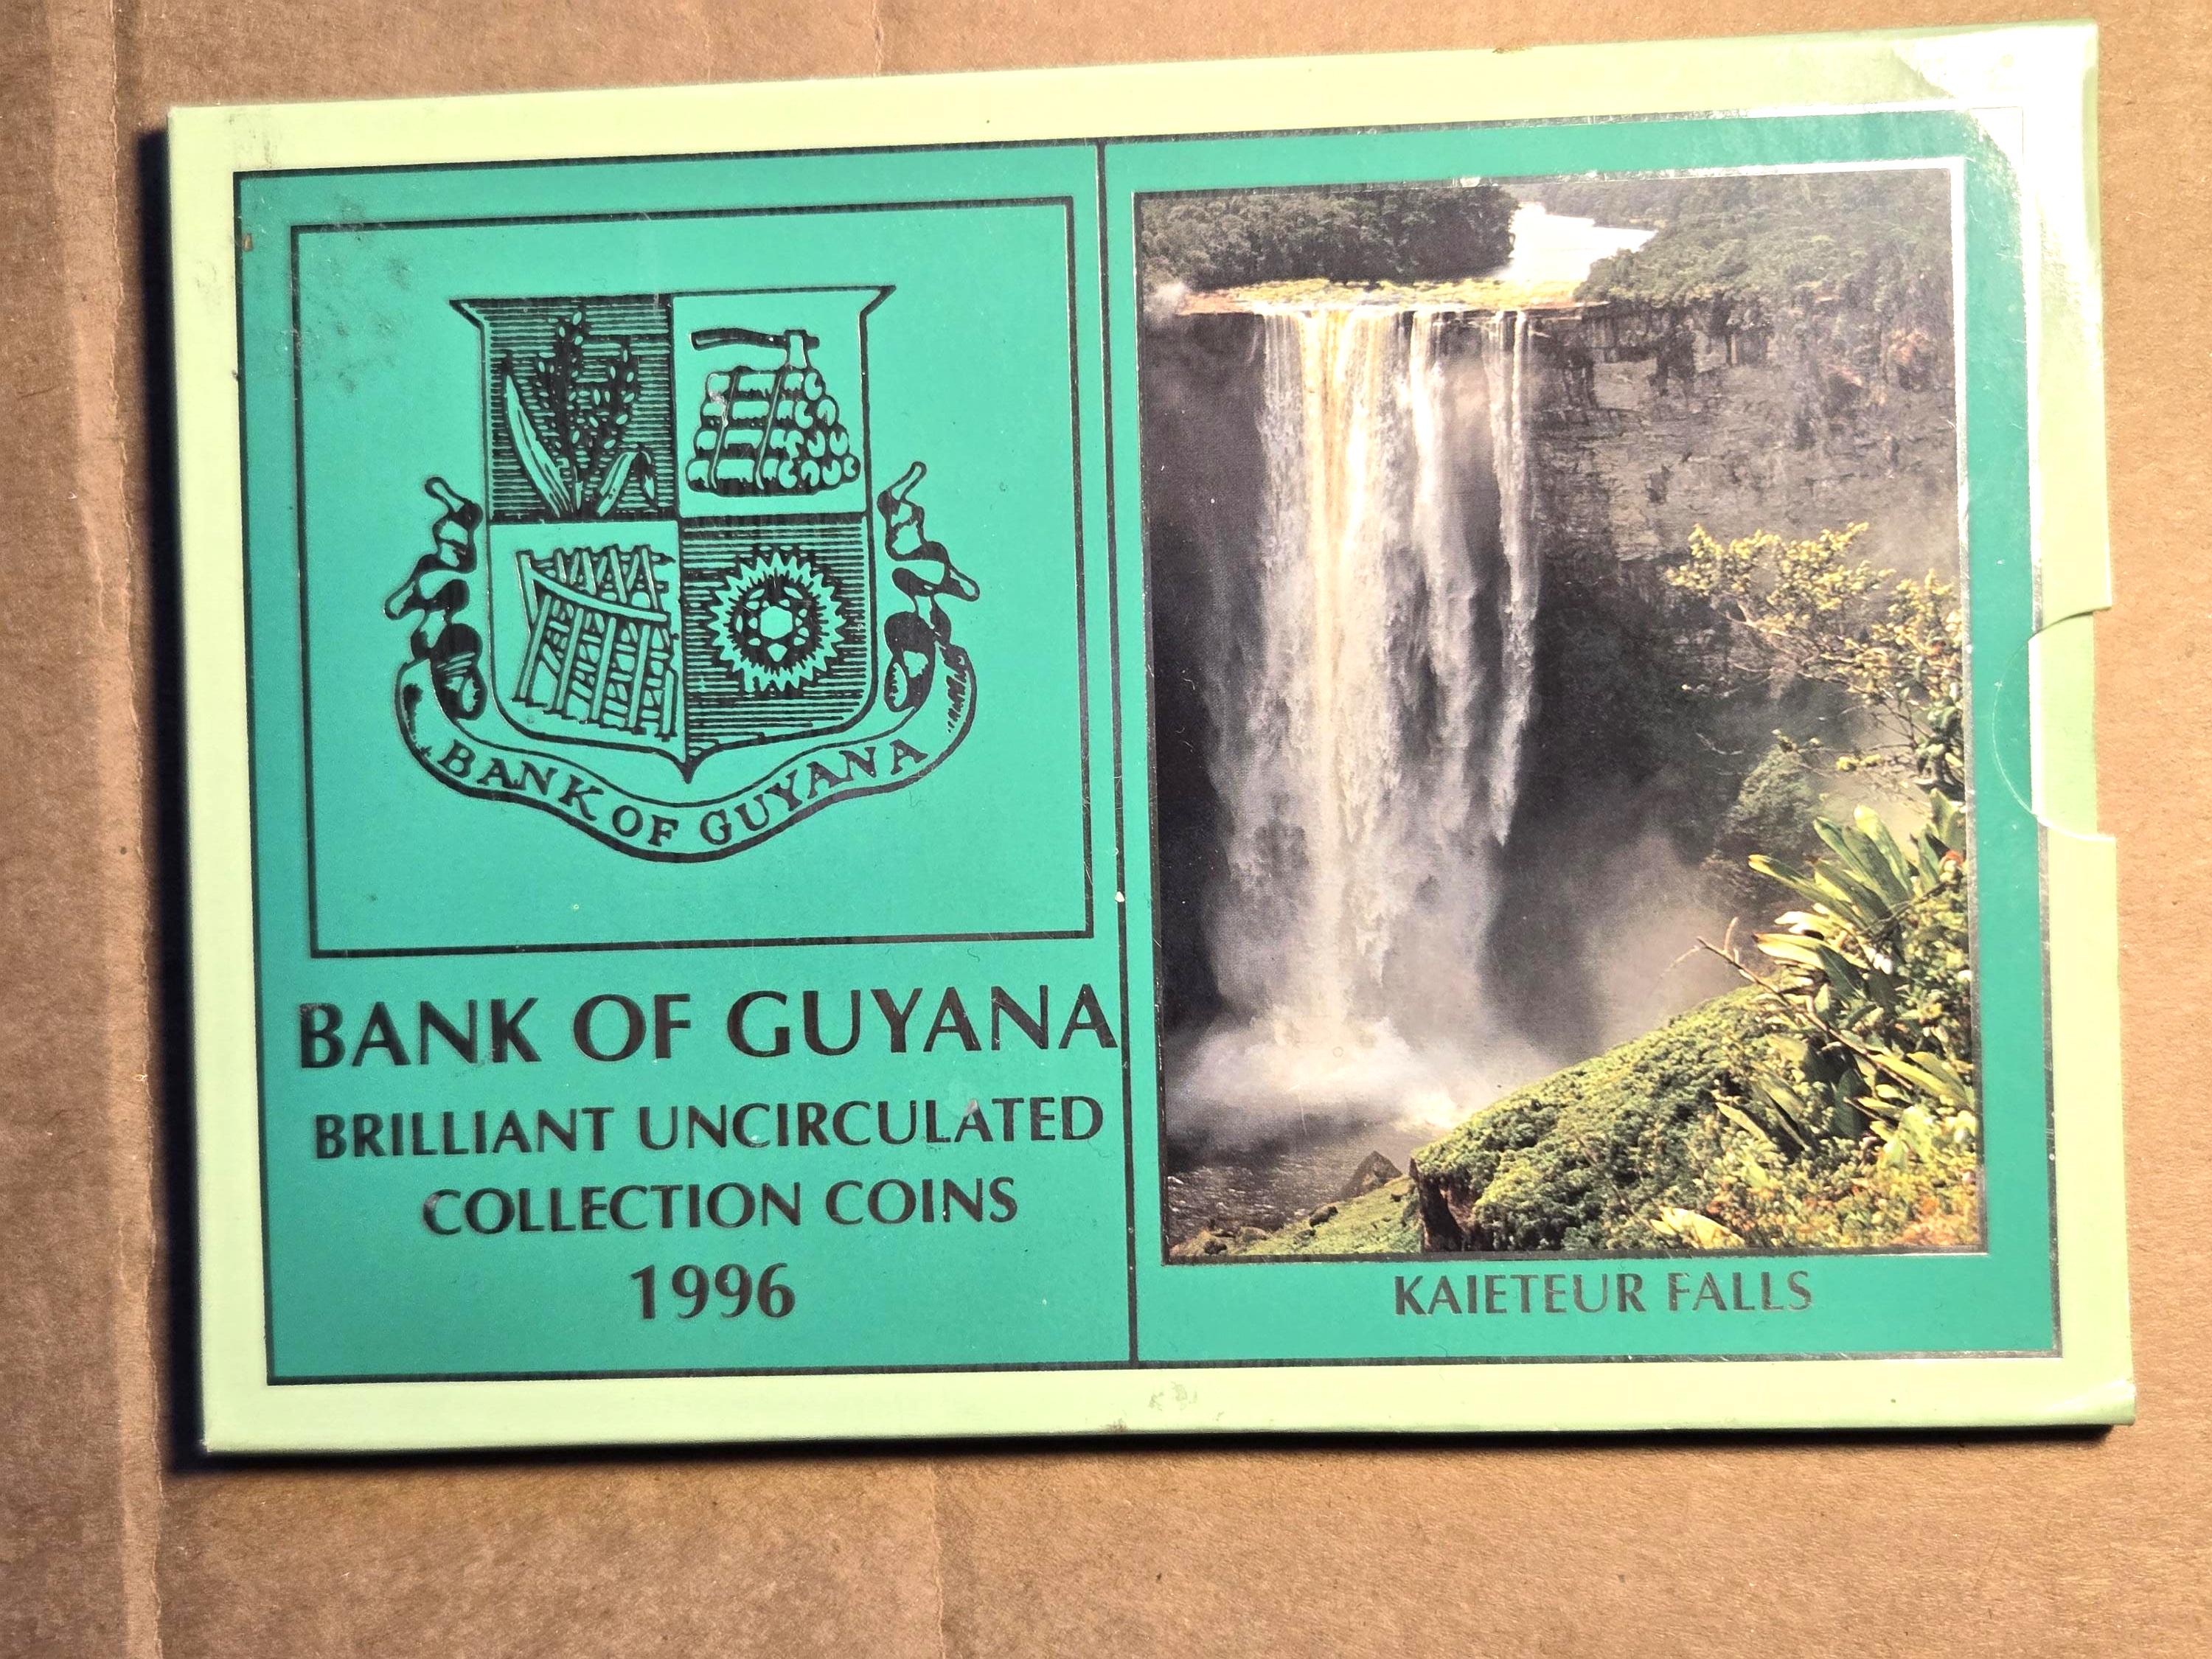 BANK OF GUYANA
BANK OF GUYANA
BRILLIANT UNCIRCULATED
COLLECTION COINS
1996
KAIETEUR FALLS